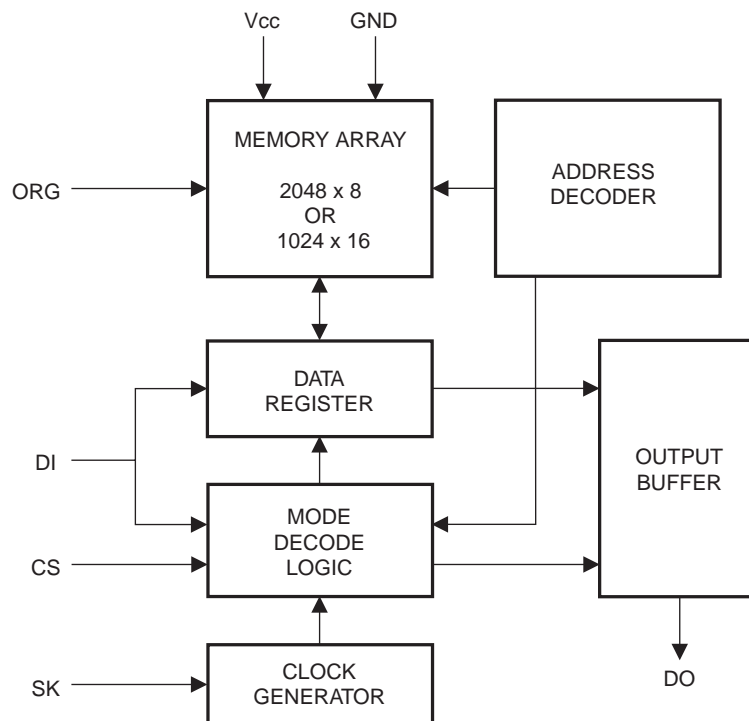 Vcc
GND
MEMORY ARRAY
2048 x 8
OR
1024 x 16
ADDRESS
DECODER
ORG
DATA
REGISTER
DI
OUTPUT
BUFFER
MODE
DECODE
LOGIC
CS
CLOCK
GENERATOR
SK
DO